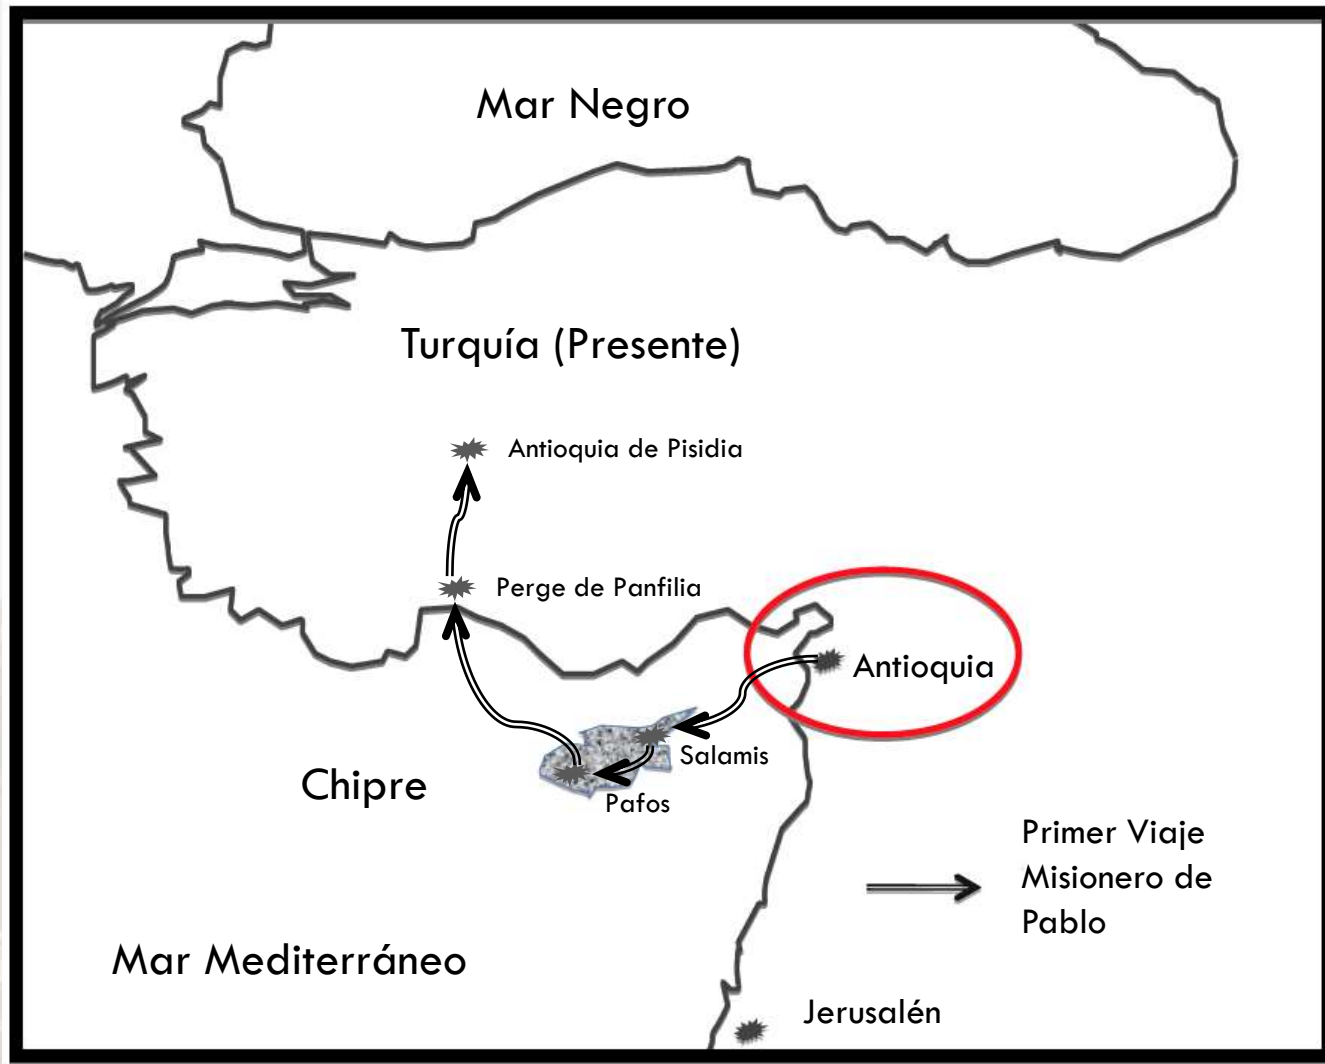 Mar Negro
Turquía (Presente)
Antioquia de Pisidia
Perge de Panfilia
Antioquia
Salamis
Chipre
Pafos
Primer Viaje
Misionero de
Pablo
Mar Mediterráneo
Jerusalén